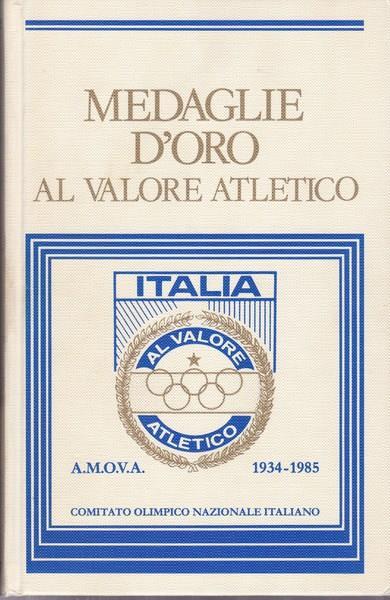 MEDAGLIE
D'ORO
AL VALORE ATLETICO
ITALIA
AL VALORE
ATLETICO
A.M.O.V.A. 1934-1985
COMITATO OLIMPICO NAZIONALE ITALIANO